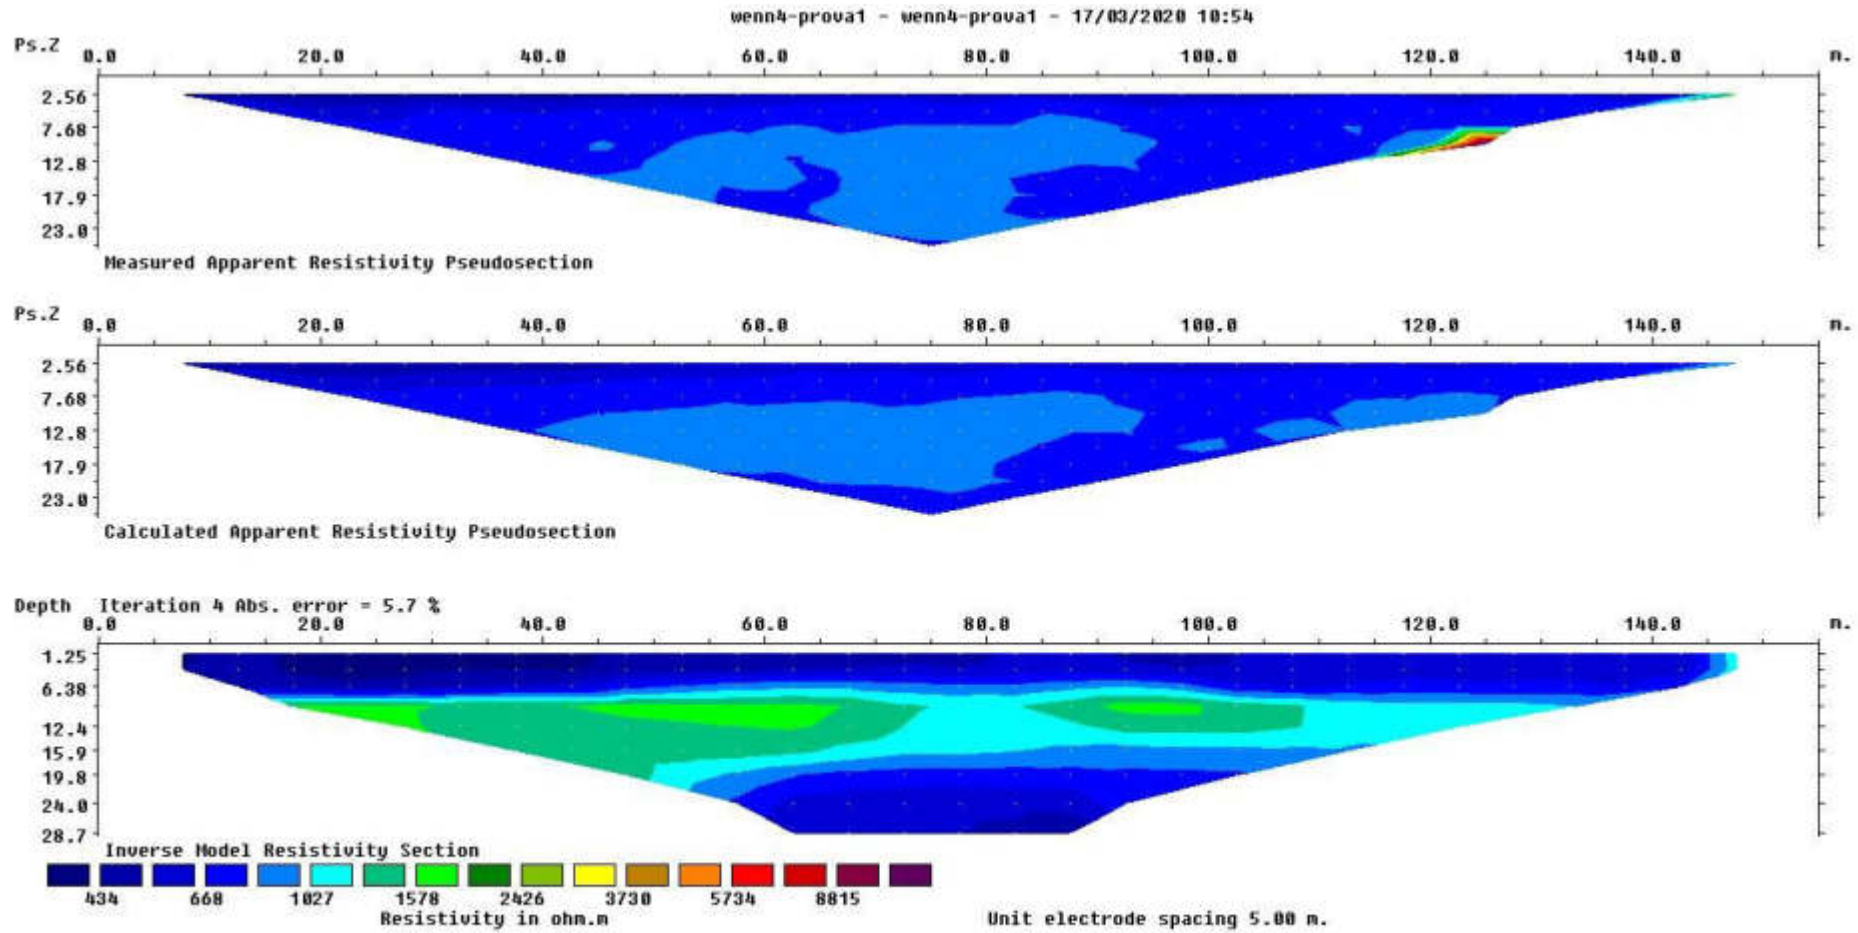 wenn4-prova1 - wenn4-prova1 - 17/03/2020 10:54
Ps.Z 0.0 20.0 40.0 60.0 80.0 100.0 120.0 140.0 m.
2.56
7.68
12.8
17.9
23.0
Measured Apparent Resistivity Pseudosection
Ps.Z 0.0 20.0 40.0 60.0 80.0 100.0 120.0 140.0 m.
2.56
7.68
12.8
17.9
23.0
Calculated Apparent Resistivity Pseudosection
Depth Iteration 4 Abs. error = 5.7 %
0.0 20.0 40.0 60.0 80.0 100.0 120.0 140.0 m.
1.25
6.38
12.4
15.9
19.8
24.0
28.7
Inverse Model Resistivity Section
434 668 1027 1578 2426 3730 5734 8815
Resistivity in ohm.m Unit electrode spacing 5.00 m.